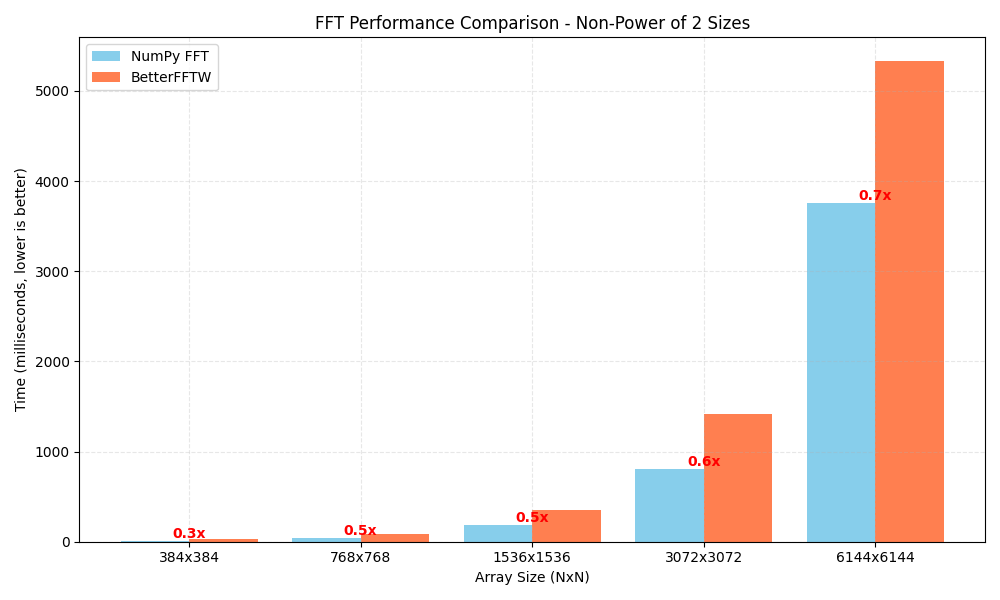 FFT Performance Comparison - Non-Power of 2 Sizes
NumPy FFT
BetterFFTW
Time (milliseconds, lower is better)
5000
4000
3000
2000
1000
0
0.3x
0.5x
0.5x
0.6x
0.7x
384x384
768x768
1536x1536
3072x3072
6144x6144
Array Size (NxN)